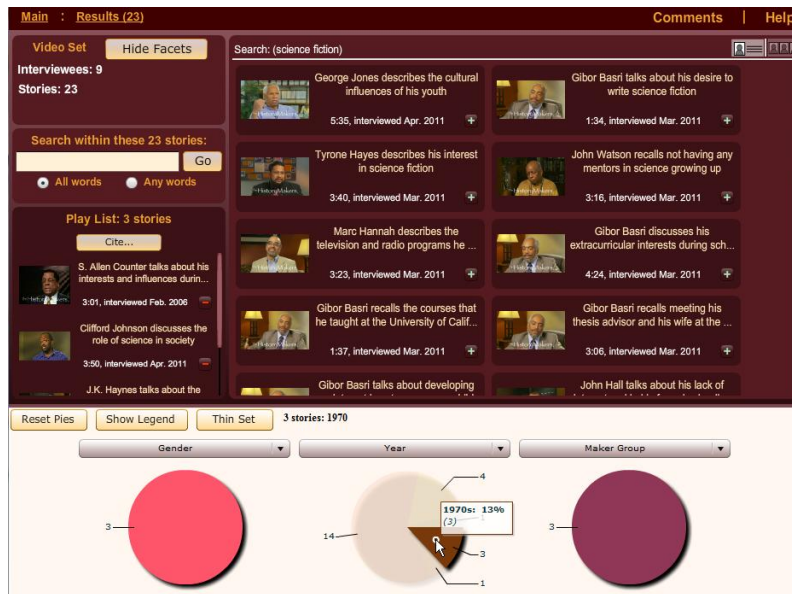 Main : Results (23)
Comments | Help
Video Set
Hide Facets
Interviewees: 9
Stories: 23
Search within these 23 stories:
Go
All words
Any words
Play List: 3 stories
Cite...
S. Allen Counter talks about his
interests and influences durin...
3:01, interviewed Feb. 2006
Clifford Johnson discusses the
role of science in society
3:50, interviewed Apr. 2011
J.K. Haynes talks about the
Search: (science fiction)
George Jones describes the cultural
influences of his youth
5:35, interviewed Apr. 2011
Gibor Basri talks about his desire to
write science fiction
1:34, interviewed Mar. 2011
Tyrone Hayes describes his interest
in science fiction
3:40, interviewed Mar. 2011
John Watson recalls not having any
mentors in science growing up
3:16, interviewed Mar. 2011
Marc Hannah describes the
television and radio programs he ...
3:23, interviewed Mar. 2011
Gibor Basri discusses his
extracurricular interests during sch...
4:24, interviewed Mar. 2011
Gibor Basri recalls the courses that
he taught at the University of Calif...
1:37, interviewed Mar. 2011
Gibor Basri recalls meeting his
thesis advisor and his wife at the ...
3:06, interviewed Mar. 2011
Gibor Basri talks about developing
John Hall talks about his lack of
Reset Pies
Show Legend
Thin Set
3 stories: 1970
Gender
Year
Maker Group
3
4
1970s: 13%
(3)
1
14
3
1
3